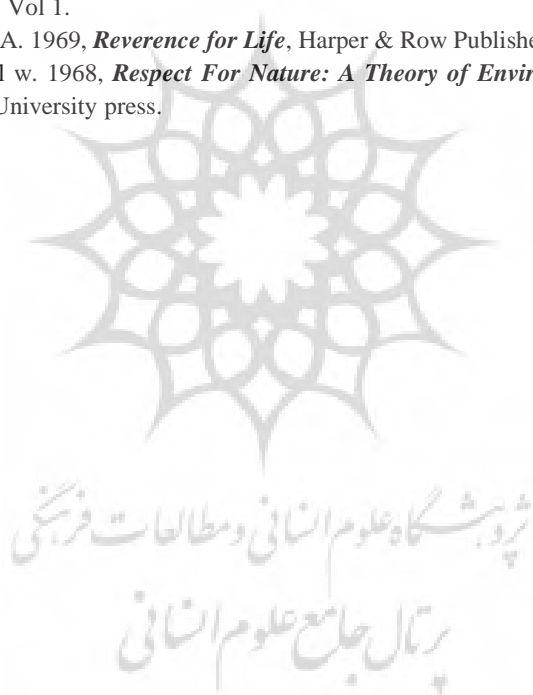 Vol 1.
A. 1969, Reverence for Life, Harper & Row Publishe
l w. 1968, Respect For Nature: A Theory of Envir
University press.
پژوهشگاه علوم انسانی و مطالعات فرهنگی
پرتال جامع علوم انسانی